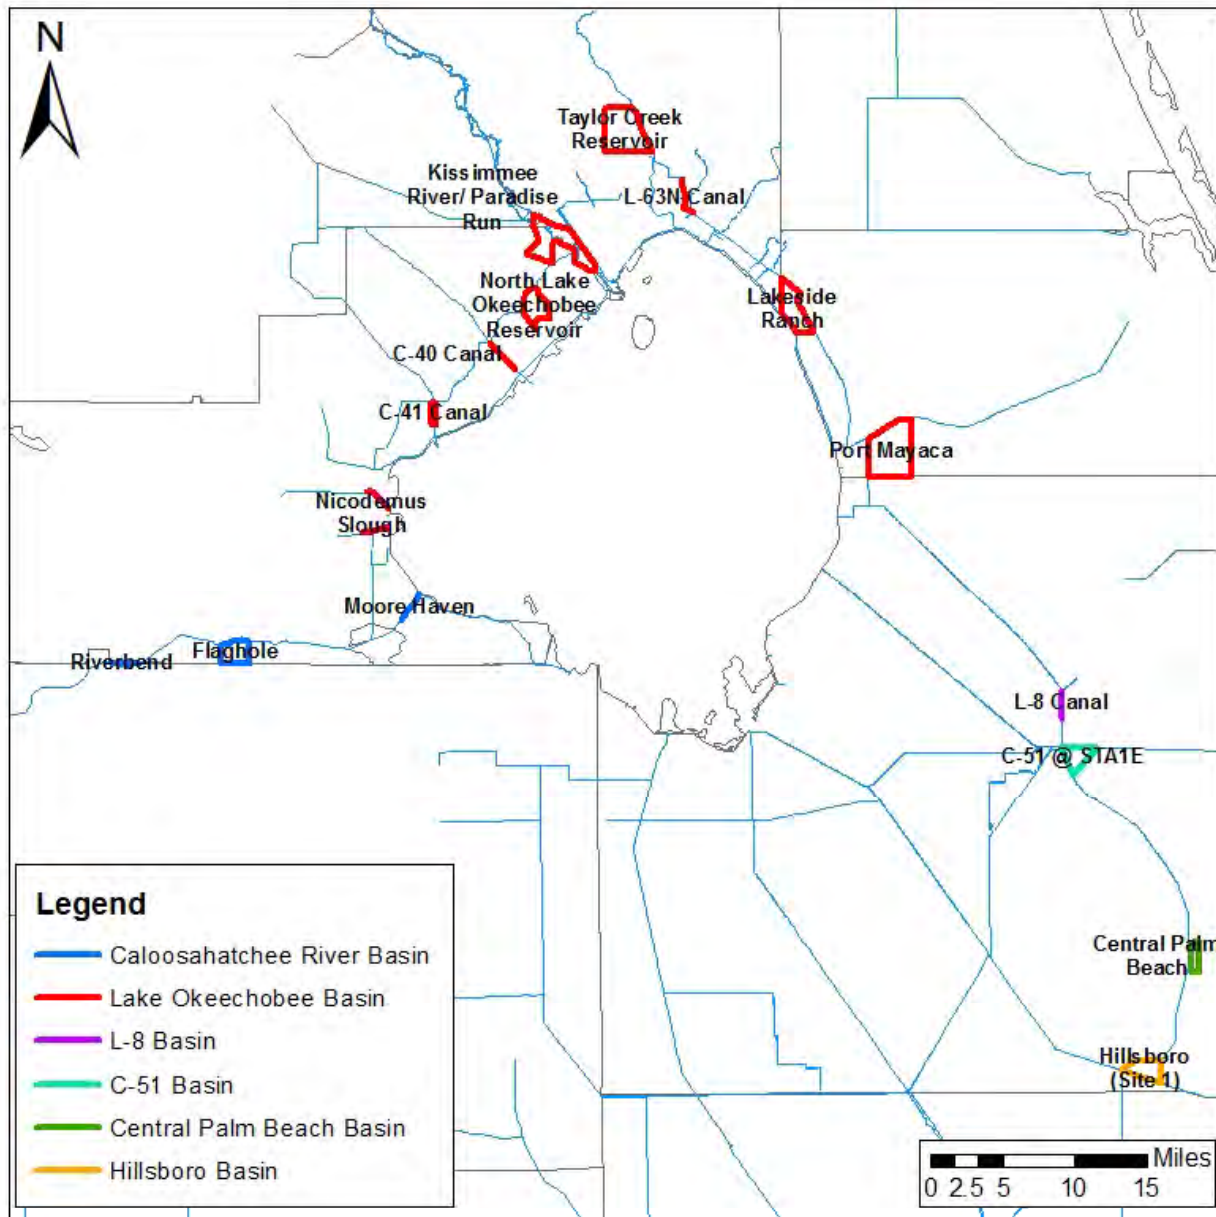 N
Taylor Creek
Reservoir
Kissimmee
River/ Paradise
Run
L-63N Canal
North Lake
Okeechobee
Reservoir
Lakeside
Ranch
C-40 Canal
C-41 Canal
Port Mayaca
Nicodemus
Slough
Moore Haven
Flaghole
Riverbend
L-8 Canal
C-51 @ STA1E
Central Palm
Beach
Hillsboro
(Site 1)
Legend
Caloosahatchee River Basin
Lake Okeechobee Basin
L-8 Basin
C-51 Basin
Central Palm Beach Basin
Hillsboro Basin
Miles
0 2.5 5 10 15